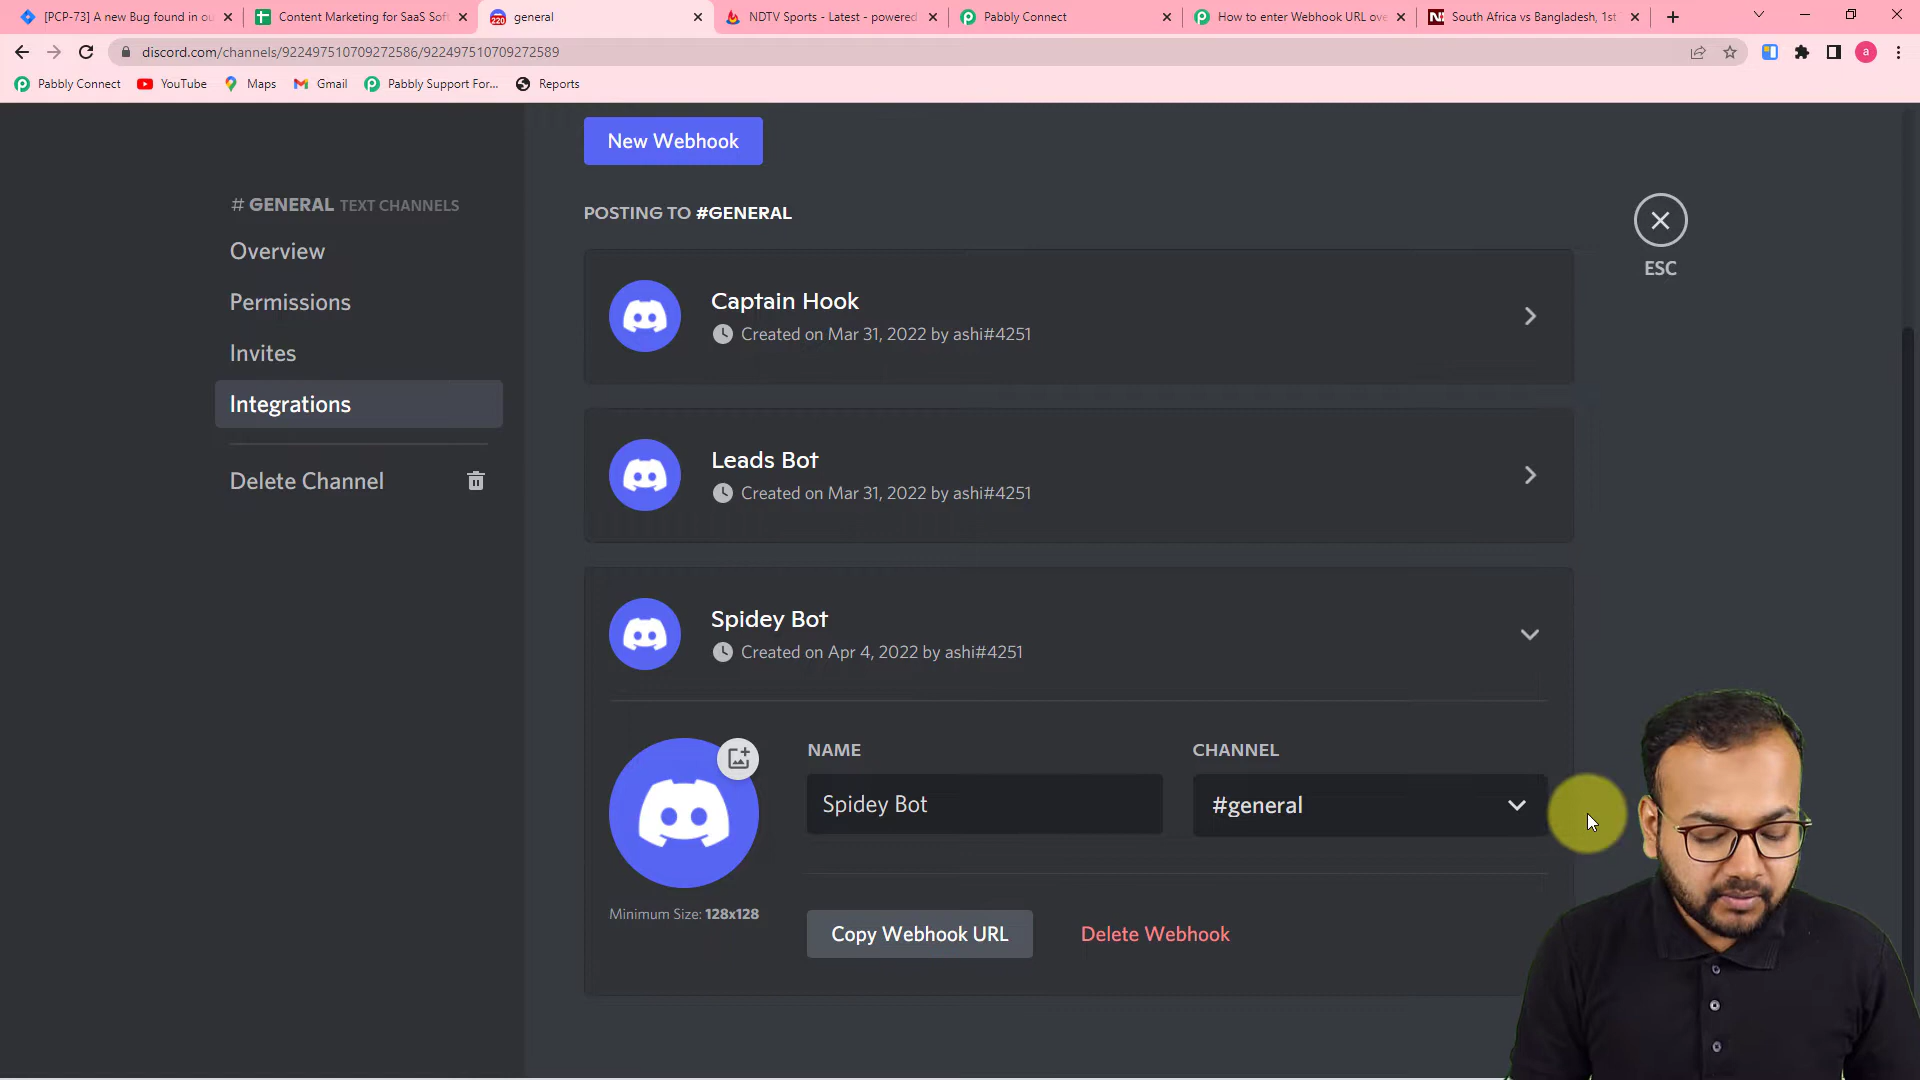 [PCP-73] A new Bug found in ou
Content Marketing for SaaS Soft
220
general
NDTV Sports - Latest - powered
Pabbly Connect
How to enter Webhook URL ove
South Africa vs Bangladesh, 1st
discord.com/channels/922497510709272586/922497510709272589
a
Pabbly Connect
YouTube
Maps
Gmail
Pabbly Support For...
Reports
# GENERAL TEXT CHANNELS
Overview
Permissions
Invites
Integrations
Delete Channel
New Webhook
POSTING TO #GENERAL
ESC
Captain Hook
Created on Mar 31, 2022 by ashi#4251
Leads Bot
Created on Mar 31, 2022 by ashi#4251
Spidey Bot
Created on Apr 4, 2022 by ashi#4251
NAME
CHANNEL
Spidey Bot
#general
Minimum Size: 128x128
Copy Webhook URL
Delete Webhook